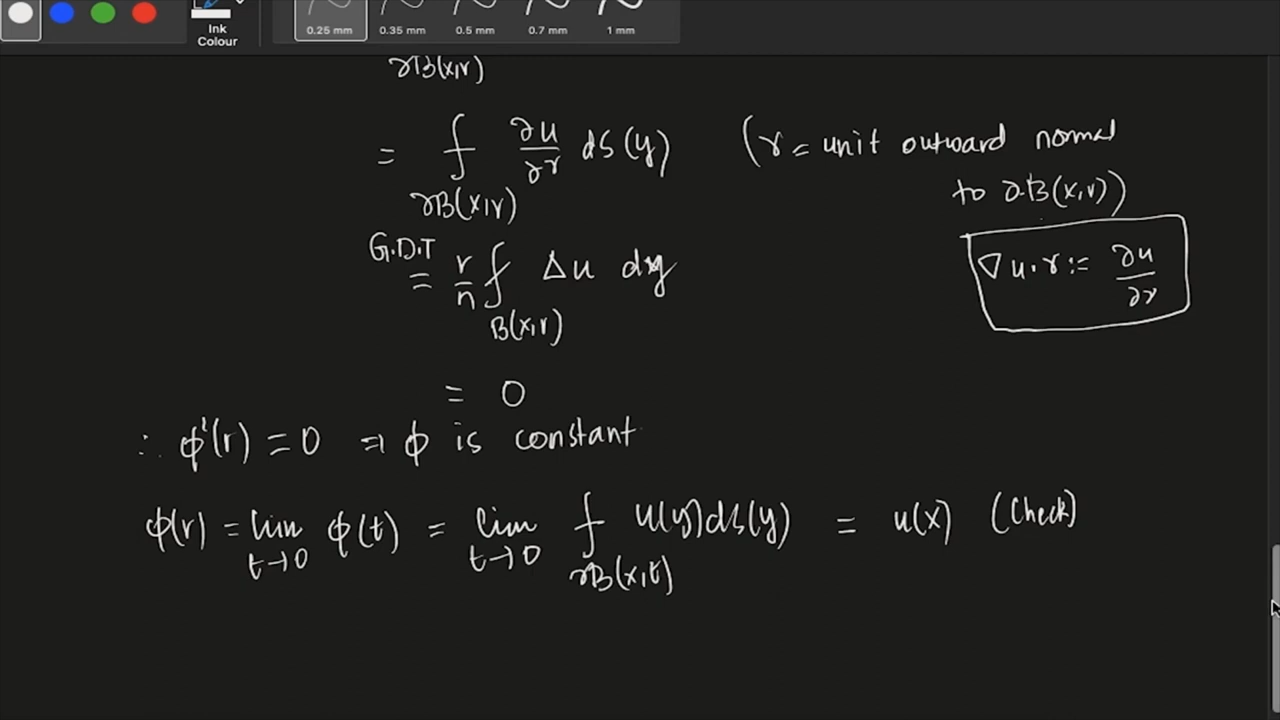 Ink
Colour
0.25 mm 0.35 mm 0.5 mm 0.7 mm 1 mm
∂B(x,r)
= ⨍ ∂u/∂γ dS(y) (γ = unit outward normal
∂B(x,r) to ∂B(x,r))
G.D.T
= r/n ⨍ Δu dy ∇u·γ := ∂u/∂γ
B(x,r)
= 0
∴ φ'(r) = 0 ⇒ φ is constant
φ(r) = lim φ(t) = lim ⨍ u(y)dS(y) = u(x) (Check)
t→0 t→0 ∂B(x,t)